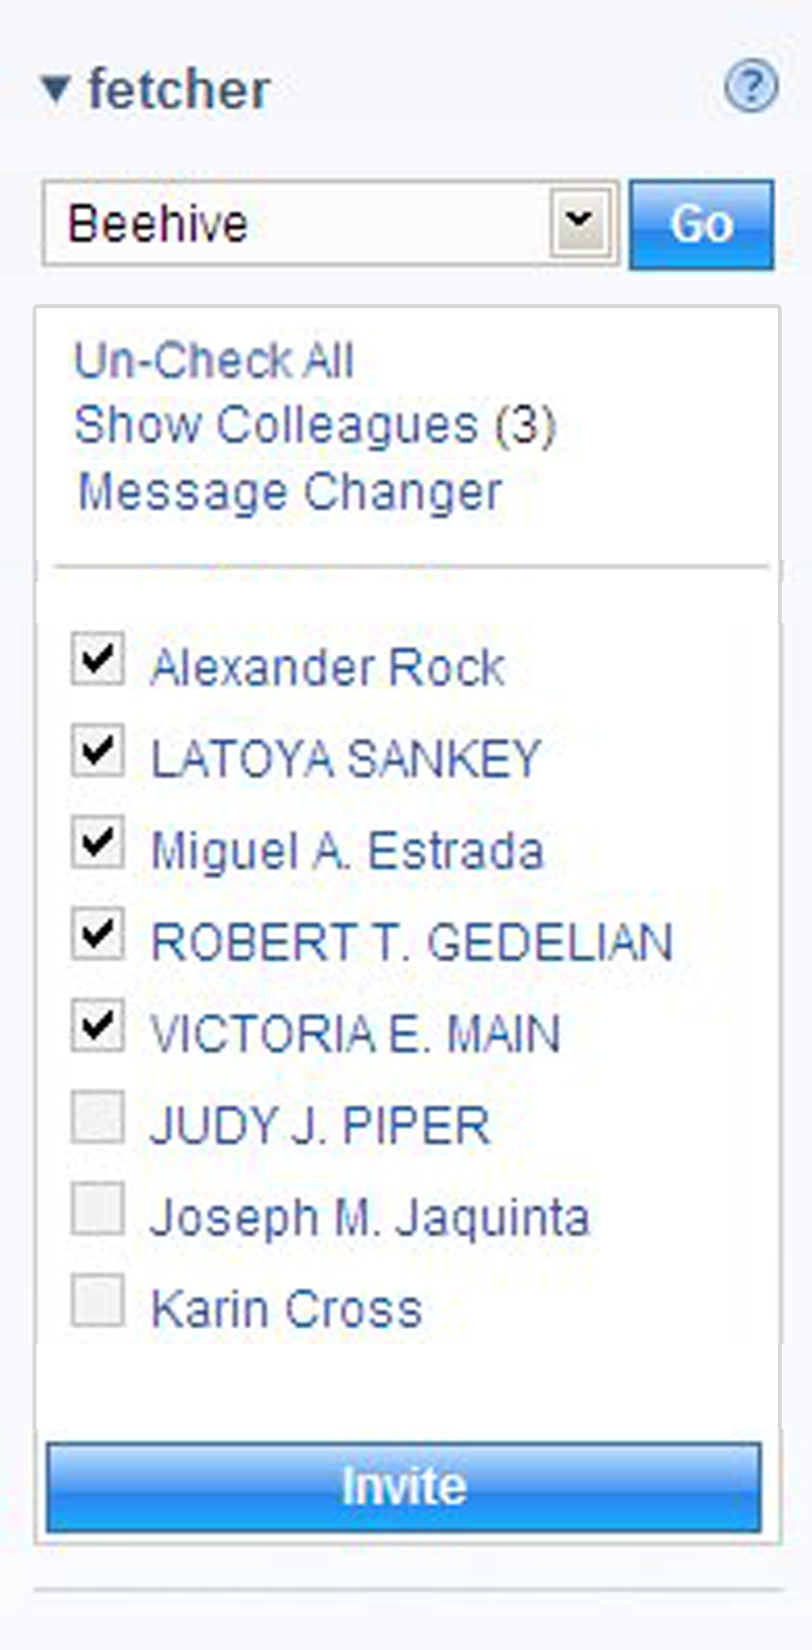 fetcher ?
Beehive Go
Un-Check All
Show Colleagues (3)
Message Changer
Alexander Rock
LATOYA SANKEY
Miguel A. Estrada
ROBERT T. GEDELIAN
VICTORIA E. MAIN
JUDY J. PIPER
Joseph M. Jaquinta
Karin Cross
Invite